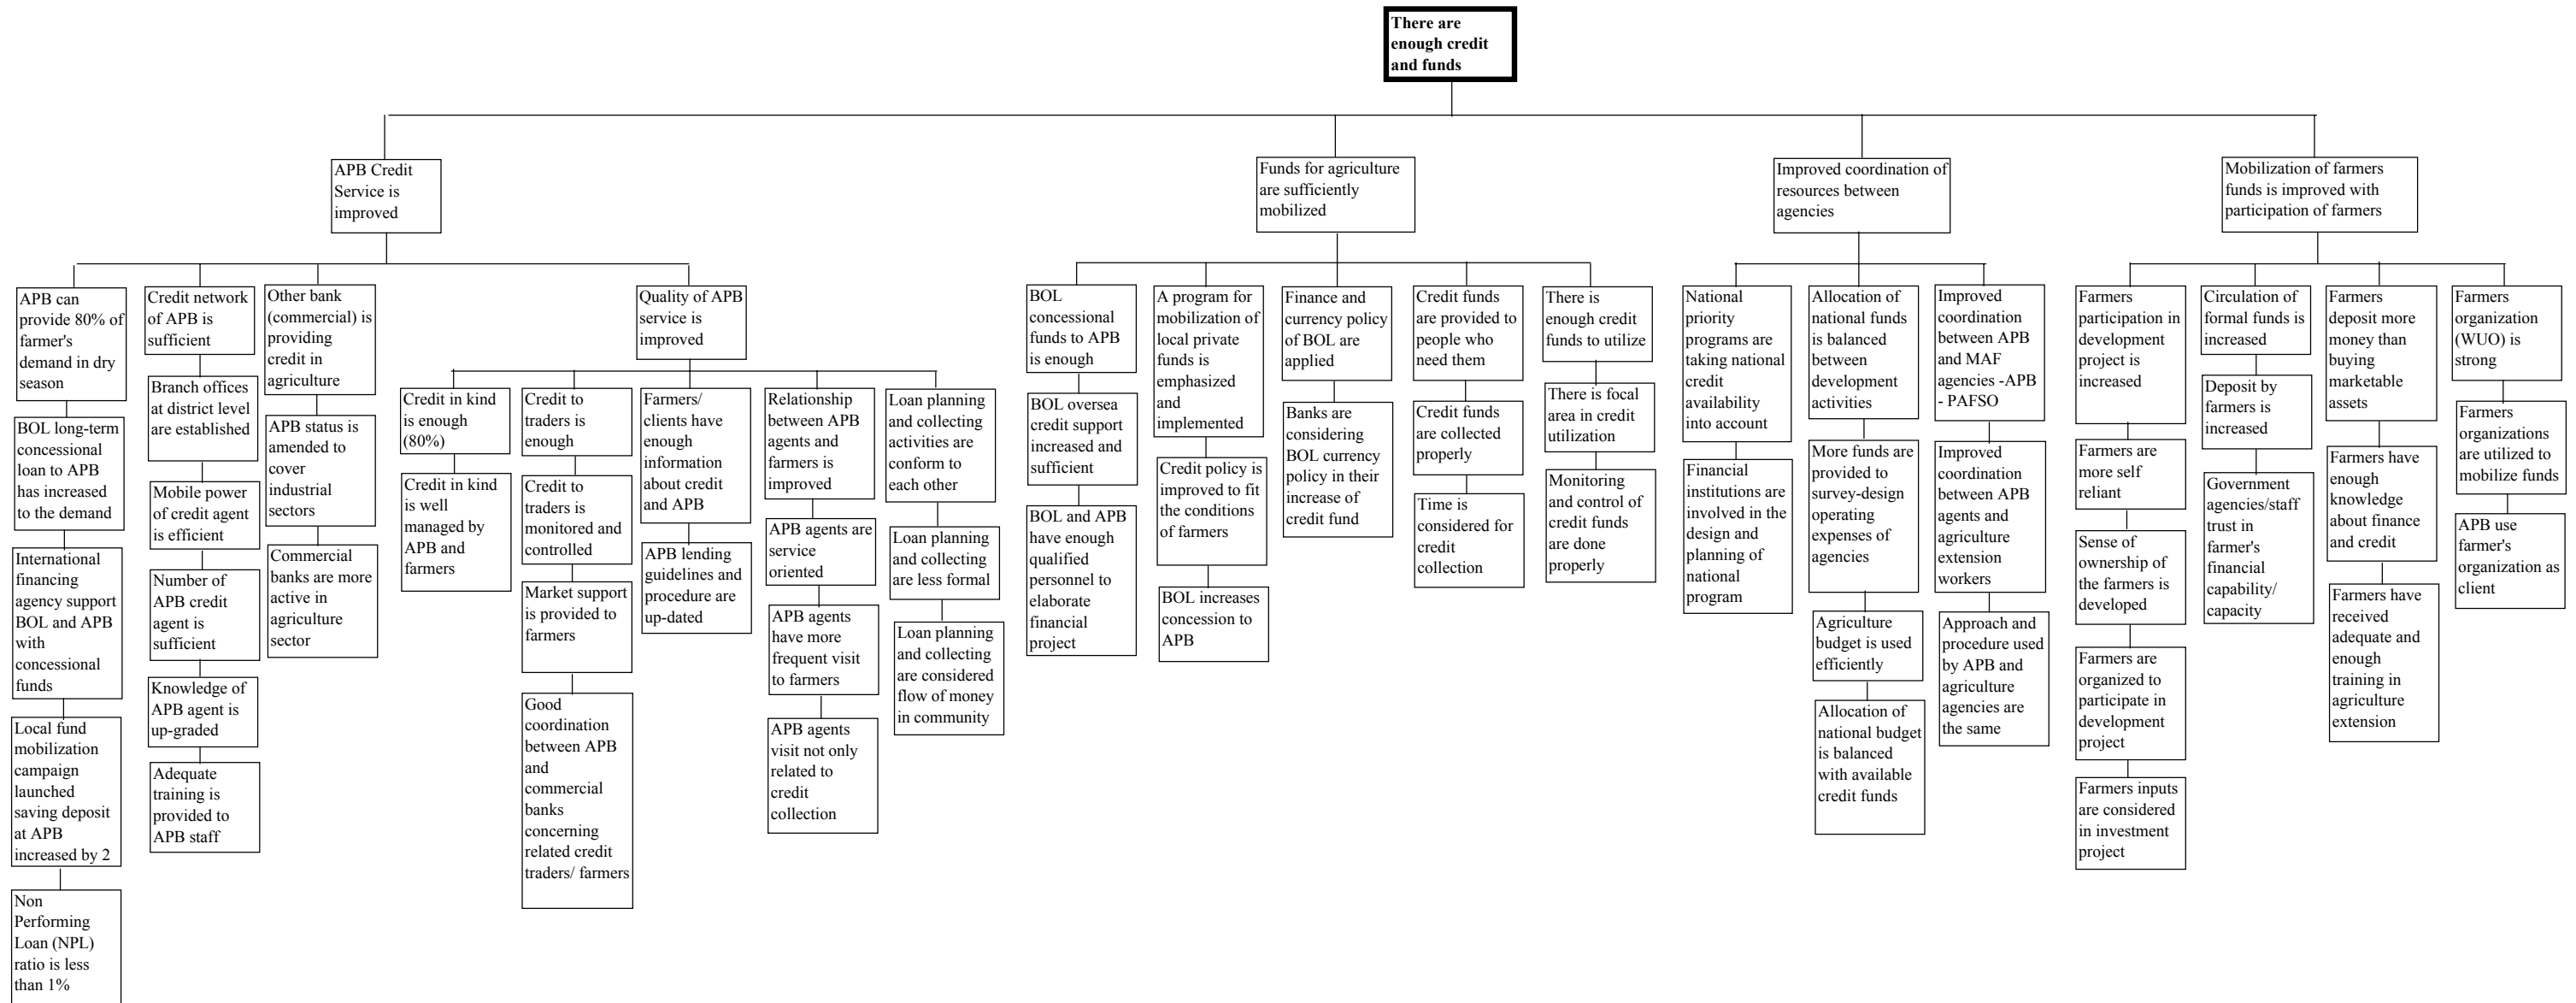 There are
enough credit
and funds
APB Credit
Service is
improved
Funds for agriculture
are sufficiently
mobilized
Improved coordination of
resources between
agencies
Mobilization of farmers
funds is improved with
participation of farmers
APB can
provide 80% of
farmer's
demand in dry
season
BOL long-term
concessional
loan to APB
has increased
to the demand
International
financing
agency support
BOL and APB
with
concessional
funds
Local fund
mobilization
campaign
launched
saving deposit
at APB
increased by 2
Non
Performing
Loan (NPL)
ratio is less
than 1%
Credit network
of APB is
sufficient
Branch offices
at district level
are established
Mobile power
of credit agent
is efficient
Number of
APB credit
agent is
sufficient
Knowledge of
APB agent is
up-graded
Adequate
training is
provided to
APB staff
Other bank
(commercial) is
providing
credit in
agriculture
APB status is
amended to
cover
industrial
sectors
Commercial
banks are more
active in
agriculture
sector
Quality of APB
service is
improved
Credit in kind
is enough
(80%)
Credit in kind
is well
managed by
APB and
farmers
Credit to
traders is
enough
Credit to
traders is
monitored and
controlled
Market support
is provided to
farmers
Good
coordination
between APB
and
commercial
banks
concerning
related credit
traders/ farmers
Farmers/
clients have
enough
information
about credit
and APB
APB lending
guidelines and
procedure are
up-dated
Relationship
between APB
agents and
farmers is
improved
APB agents are
service
oriented
APB agents
have more
frequent visit
to farmers
APB agents
visit not only
related to
credit
collection
Loan planning
and collecting
activities are
conform to
each other
Loan planning
and collecting
are less formal
Loan planning
and collecting
are considered
flow of money
in community
BOL
concessional
funds to APB
is enough
BOL oversea
credit support
increased and
sufficient
BOL and APB
have enough
qualified
personnel to
elaborate
financial
project
A program for
mobilization of
local private
funds is
emphasized
and
implemented
Credit policy is
improved to fit
the conditions
of farmers
BOL increases
concession to
APB
Finance and
currency policy
of BOL are
applied
Banks are
considering
BOL currency
policy in their
increase of
credit fund
Credit funds
are provided to
people who
need them
Credit funds
are collected
properly
Time is
considered for
credit
collection
There is
enough credit
funds to utilize
There is focal
area in credit
utilization
Monitoring
and control of
credit funds
are done
properly
National
priority
programs are
taking national
credit
availability
into account
Financial
institutions are
involved in the
design and
planning of
national
program
Allocation of
national funds
is balanced
between
development
activities
More funds are
provided to
survey-design
operating
expenses of
agencies
Agriculture
budget is used
efficiently
Allocation of
national budget
is balanced
with available
credit funds
Improved
coordination
between APB
and MAF
agencies -APB
- PAFSO
Improved
coordination
between APB
agents and
agriculture
extension
workers
Approach and
procedure used
by APB and
agriculture
agencies are
the same
Farmers
participation in
development
project is
increased
Farmers are
more self
reliant
Sense of
ownership of
the farmers is
developed
Farmers are
organized to
participate in
development
project
Farmers inputs
are considered
in investment
project
Circulation of
formal funds is
increased
Deposit by
farmers is
increased
Government
agencies/staff
trust in
farmer's
financial
capability/
capacity
Farmers
deposit more
money than
buying
marketable
assets
Farmers have
enough
knowledge
about finance
and credit
Farmers have
received
adequate and
enough
training in
agriculture
extension
Farmers
organization
(WUO) is
strong
Farmers
organizations
are utilized to
mobilize funds
APB use
farmer's
organization as
client